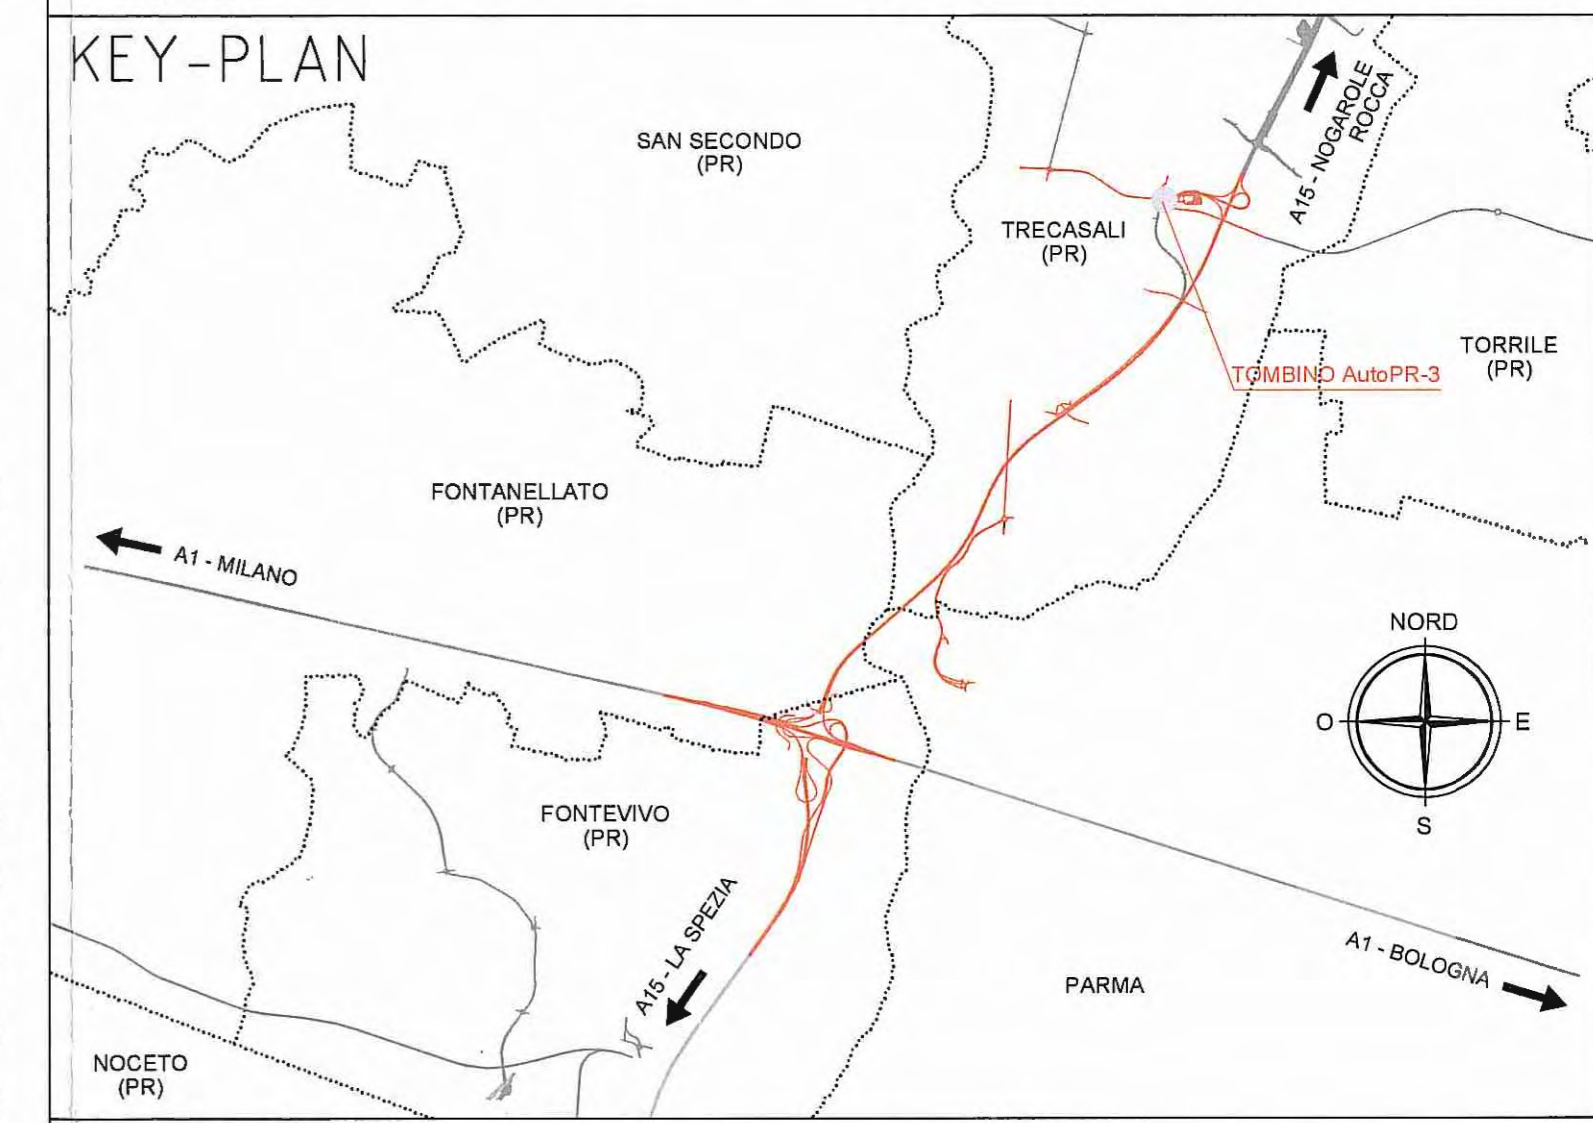 KEY-PLAN
SAN SECONDO
(PR)
A15 - NOGAROLE
ROCCA
TRECASALI
(PR)
TORRILE
(PR)
TOMBINO AutoPR-3
FONTANELLATO
(PR)
A1 - MILANO
NORD
O
E
S
FONTEVIVO
(PR)
A15 - LA SPEZIA
A1 - BOLOGNA
PARMA
NOCETO
(PR)